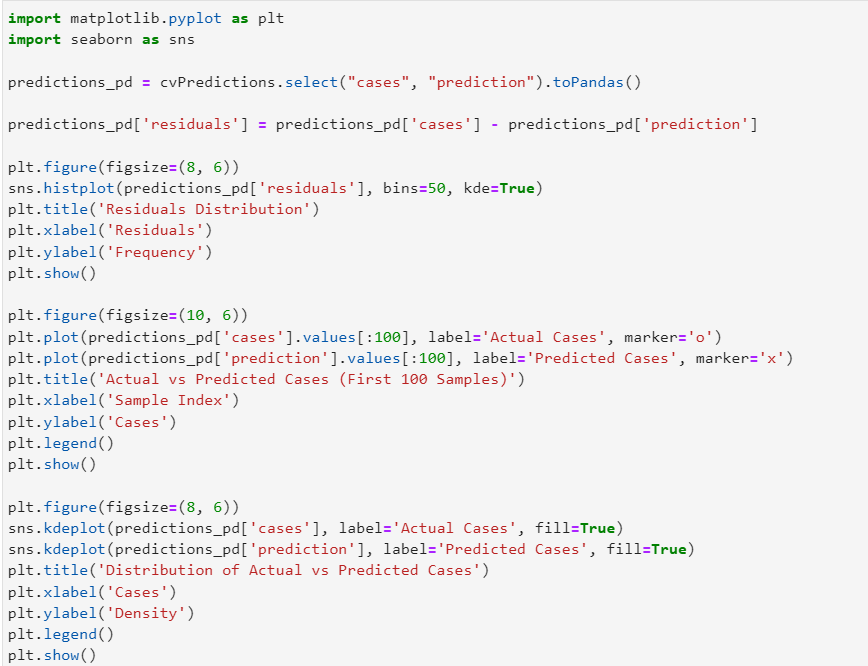 import matplotlib.pyplot as plt
import seaborn as sns
predictions_pd = cvPredictions.select("cases", "prediction").toPandas()
predictions_pd['residuals'] = predictions_pd['cases'] - predictions_pd['prediction']
plt.figure(figsize=(8, 6))
sns.histplot(predictions_pd['residuals'], bins=50, kde=True)
plt.title('Residuals Distribution')
plt.xlabel('Residuals')
plt.ylabel('Frequency')
plt.show()
plt.figure(figsize=(10, 6))
plt.plot(predictions_pd['cases'].values[:100], label='Actual Cases', marker='o')
plt.plot(predictions_pd['prediction'].values[:100], label='Predicted Cases', marker='x')
plt.title('Actual vs Predicted Cases (First 100 Samples)')
plt.xlabel('Sample Index')
plt.ylabel('Cases')
plt.legend()
plt.show()
plt.figure(figsize=(8, 6))
sns.kdeplot(predictions_pd['cases'], label='Actual Cases', fill=True)
sns.kdeplot(predictions_pd['prediction'], label='Predicted Cases', fill=True)
plt.title('Distribution of Actual vs Predicted Cases')
plt.xlabel('Cases')
plt.ylabel('Density')
plt.legend()
plt.show()